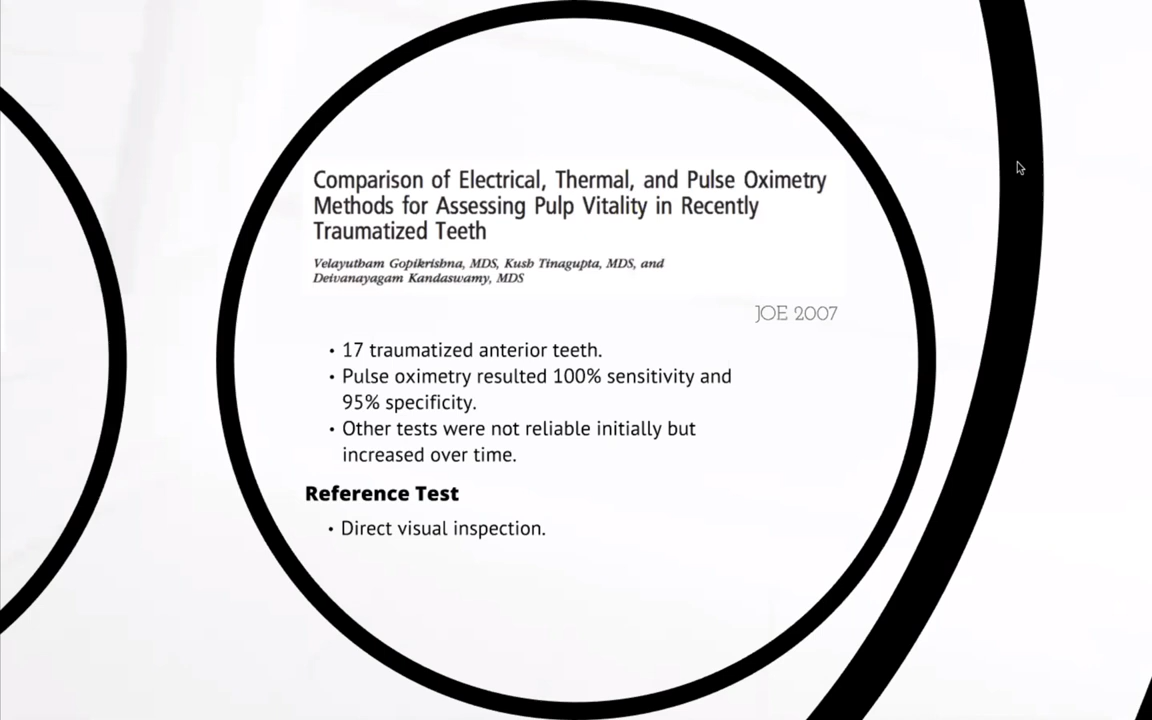 Comparison of Electrical, Thermal, and Pulse Oximetry
Methods for Assessing Pulp Vitality in Recently
Traumatized Teeth
Velayutham Gopikrishna, MDS, Kush Tinagupta, MDS, and
Deivanayagam Kandaswamy, MDS
JOE 2007
• 17 traumatized anterior teeth.
• Pulse oximetry resulted 100% sensitivity and
95% specificity.
• Other tests were not reliable initially but
increased over time.
Reference Test
• Direct visual inspection.